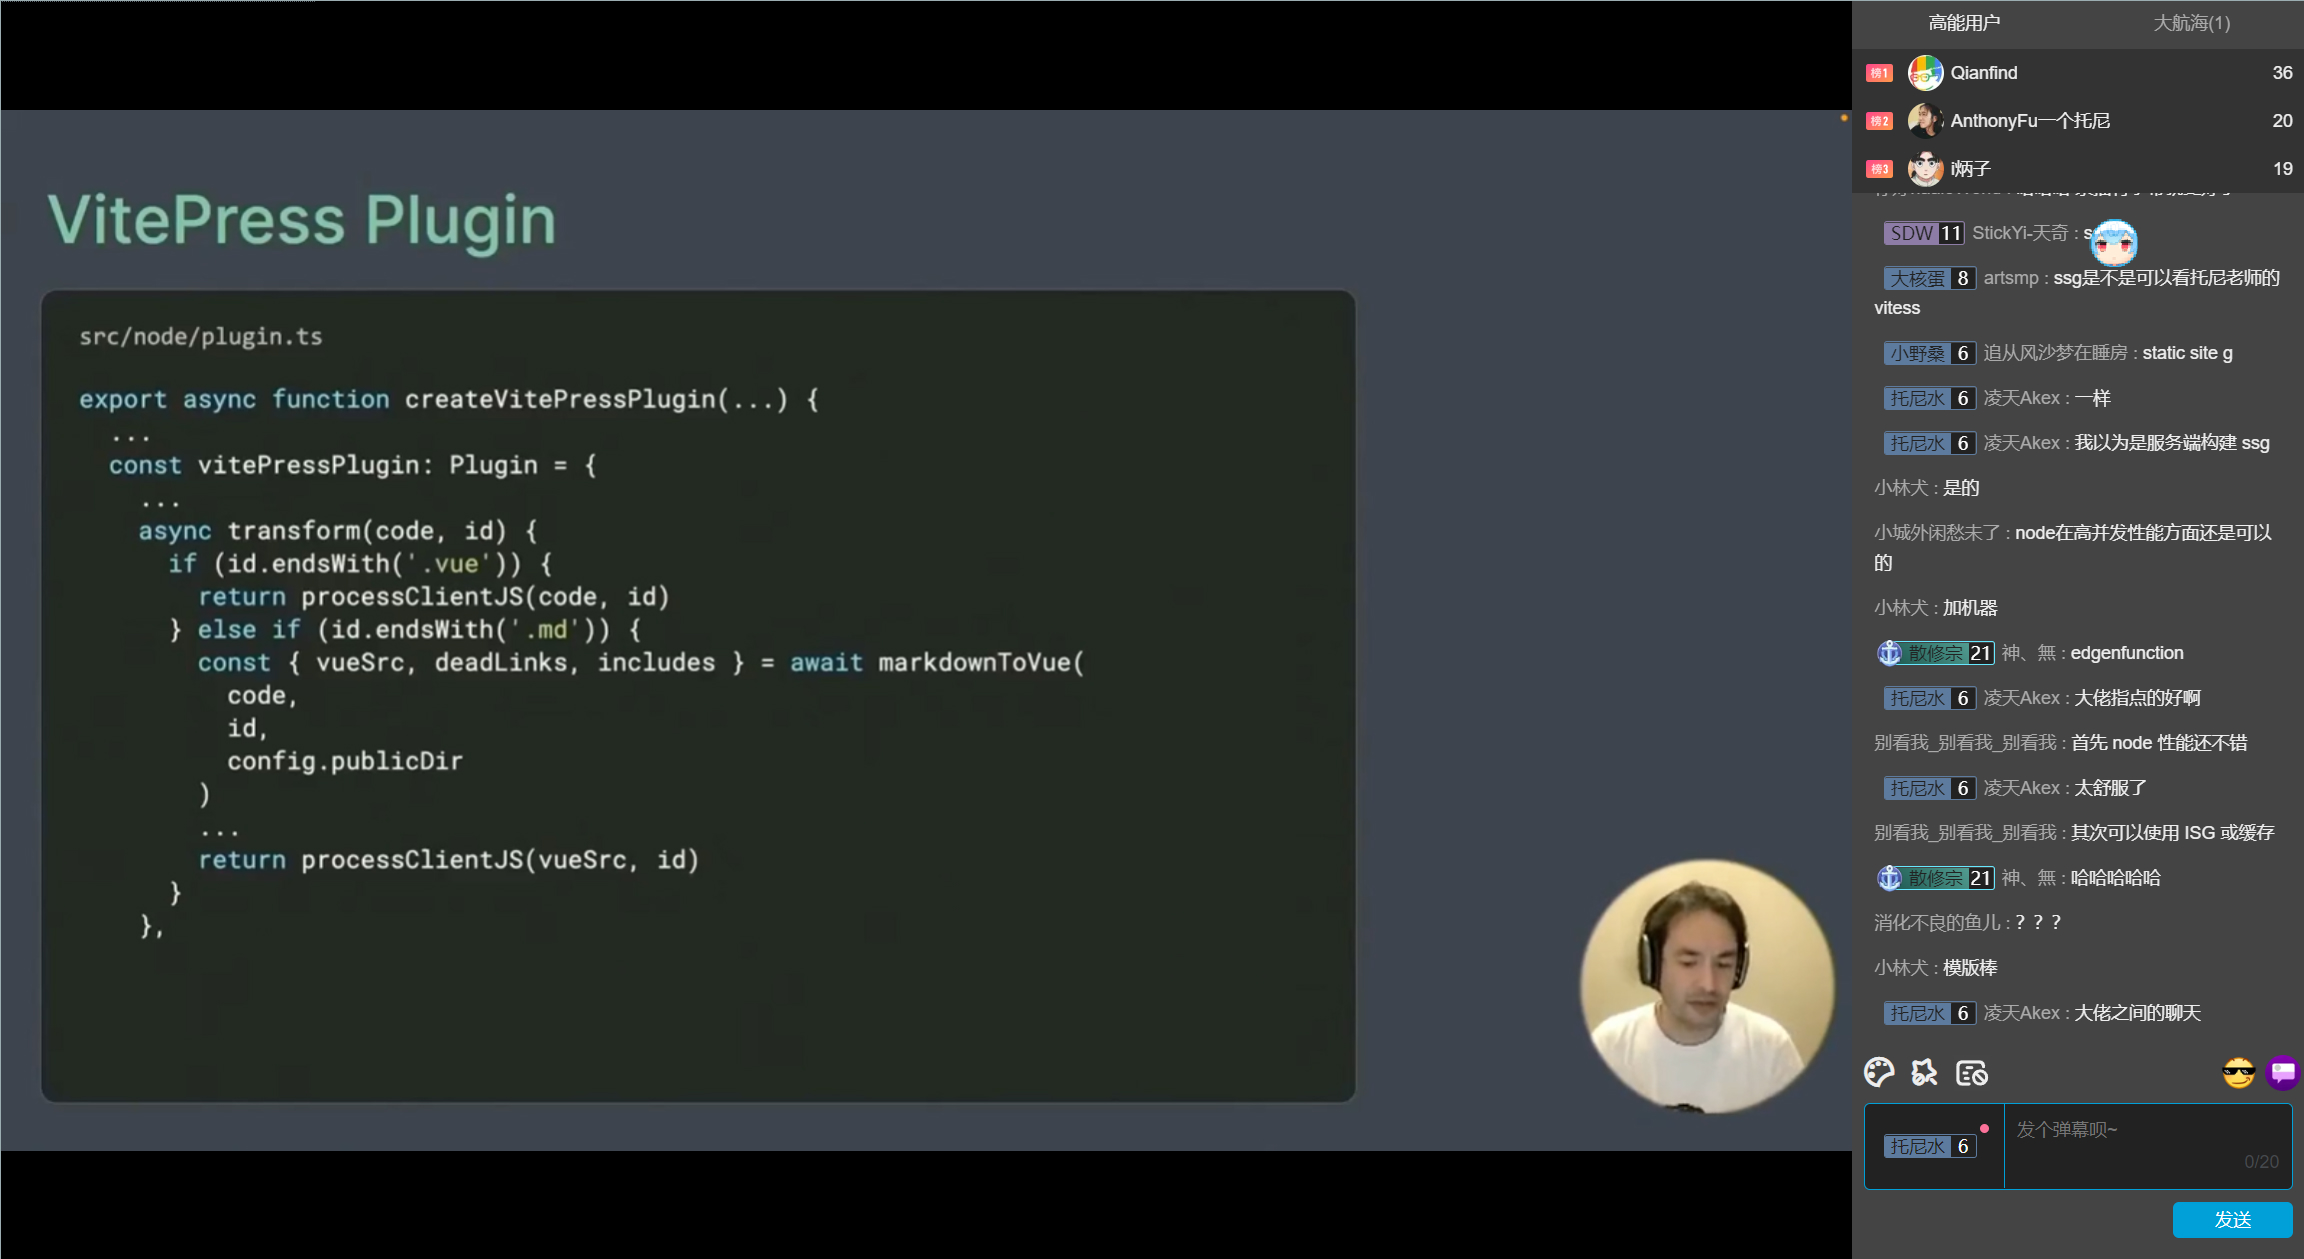 VitePress Plugin
src/node/plugin.ts
export async function createVitePressPlugin(...) {
...
const vitePressPlugin: Plugin = {
...
async transform(code, id) {
if (id.endsWith('.vue')) {
return processClientJS(code, id)
} else if (id.endsWith('.md')) {
const { vueSrc, deadLinks, includes } = await markdownToVue(
code,
id,
config.publicDir
)
...
return processClientJS(vueSrc, id)
}
},
高能用户 大航海(1)
榜1 Qianfind 36
榜2 AnthonyFu一个托尼 20
榜3 i炳子 19
SDW 11 StickYi-天奇 : s
大核蛋 8 artsmp : ssg是不是可以看托尼老师的
vitess
小野桑 6 追从风沙梦在睡房 : static site g
托尼水 6 凌天Akex : 一样
托尼水 6 凌天Akex : 我以为是服务端构建 ssg
小林犬 : 是的
小城外闲愁未了 : node在高并发性能方面还是可以
的
小林犬 : 加机器
散修宗 21 神、無 : edgenfunction
托尼水 6 凌天Akex : 大佬指点的好啊
别看我_别看我_别看我 : 首先 node 性能还不错
托尼水 6 凌天Akex : 太舒服了
别看我_别看我_别看我 : 其次可以使用 ISG 或缓存
散修宗 21 神、無 : 哈哈哈哈哈
消化不良的鱼儿 : ？？？
小林犬 : 模版棒
托尼水 6 凌天Akex : 大佬之间的聊天
托尼水 6 发个弹幕呗~
0/20
发送